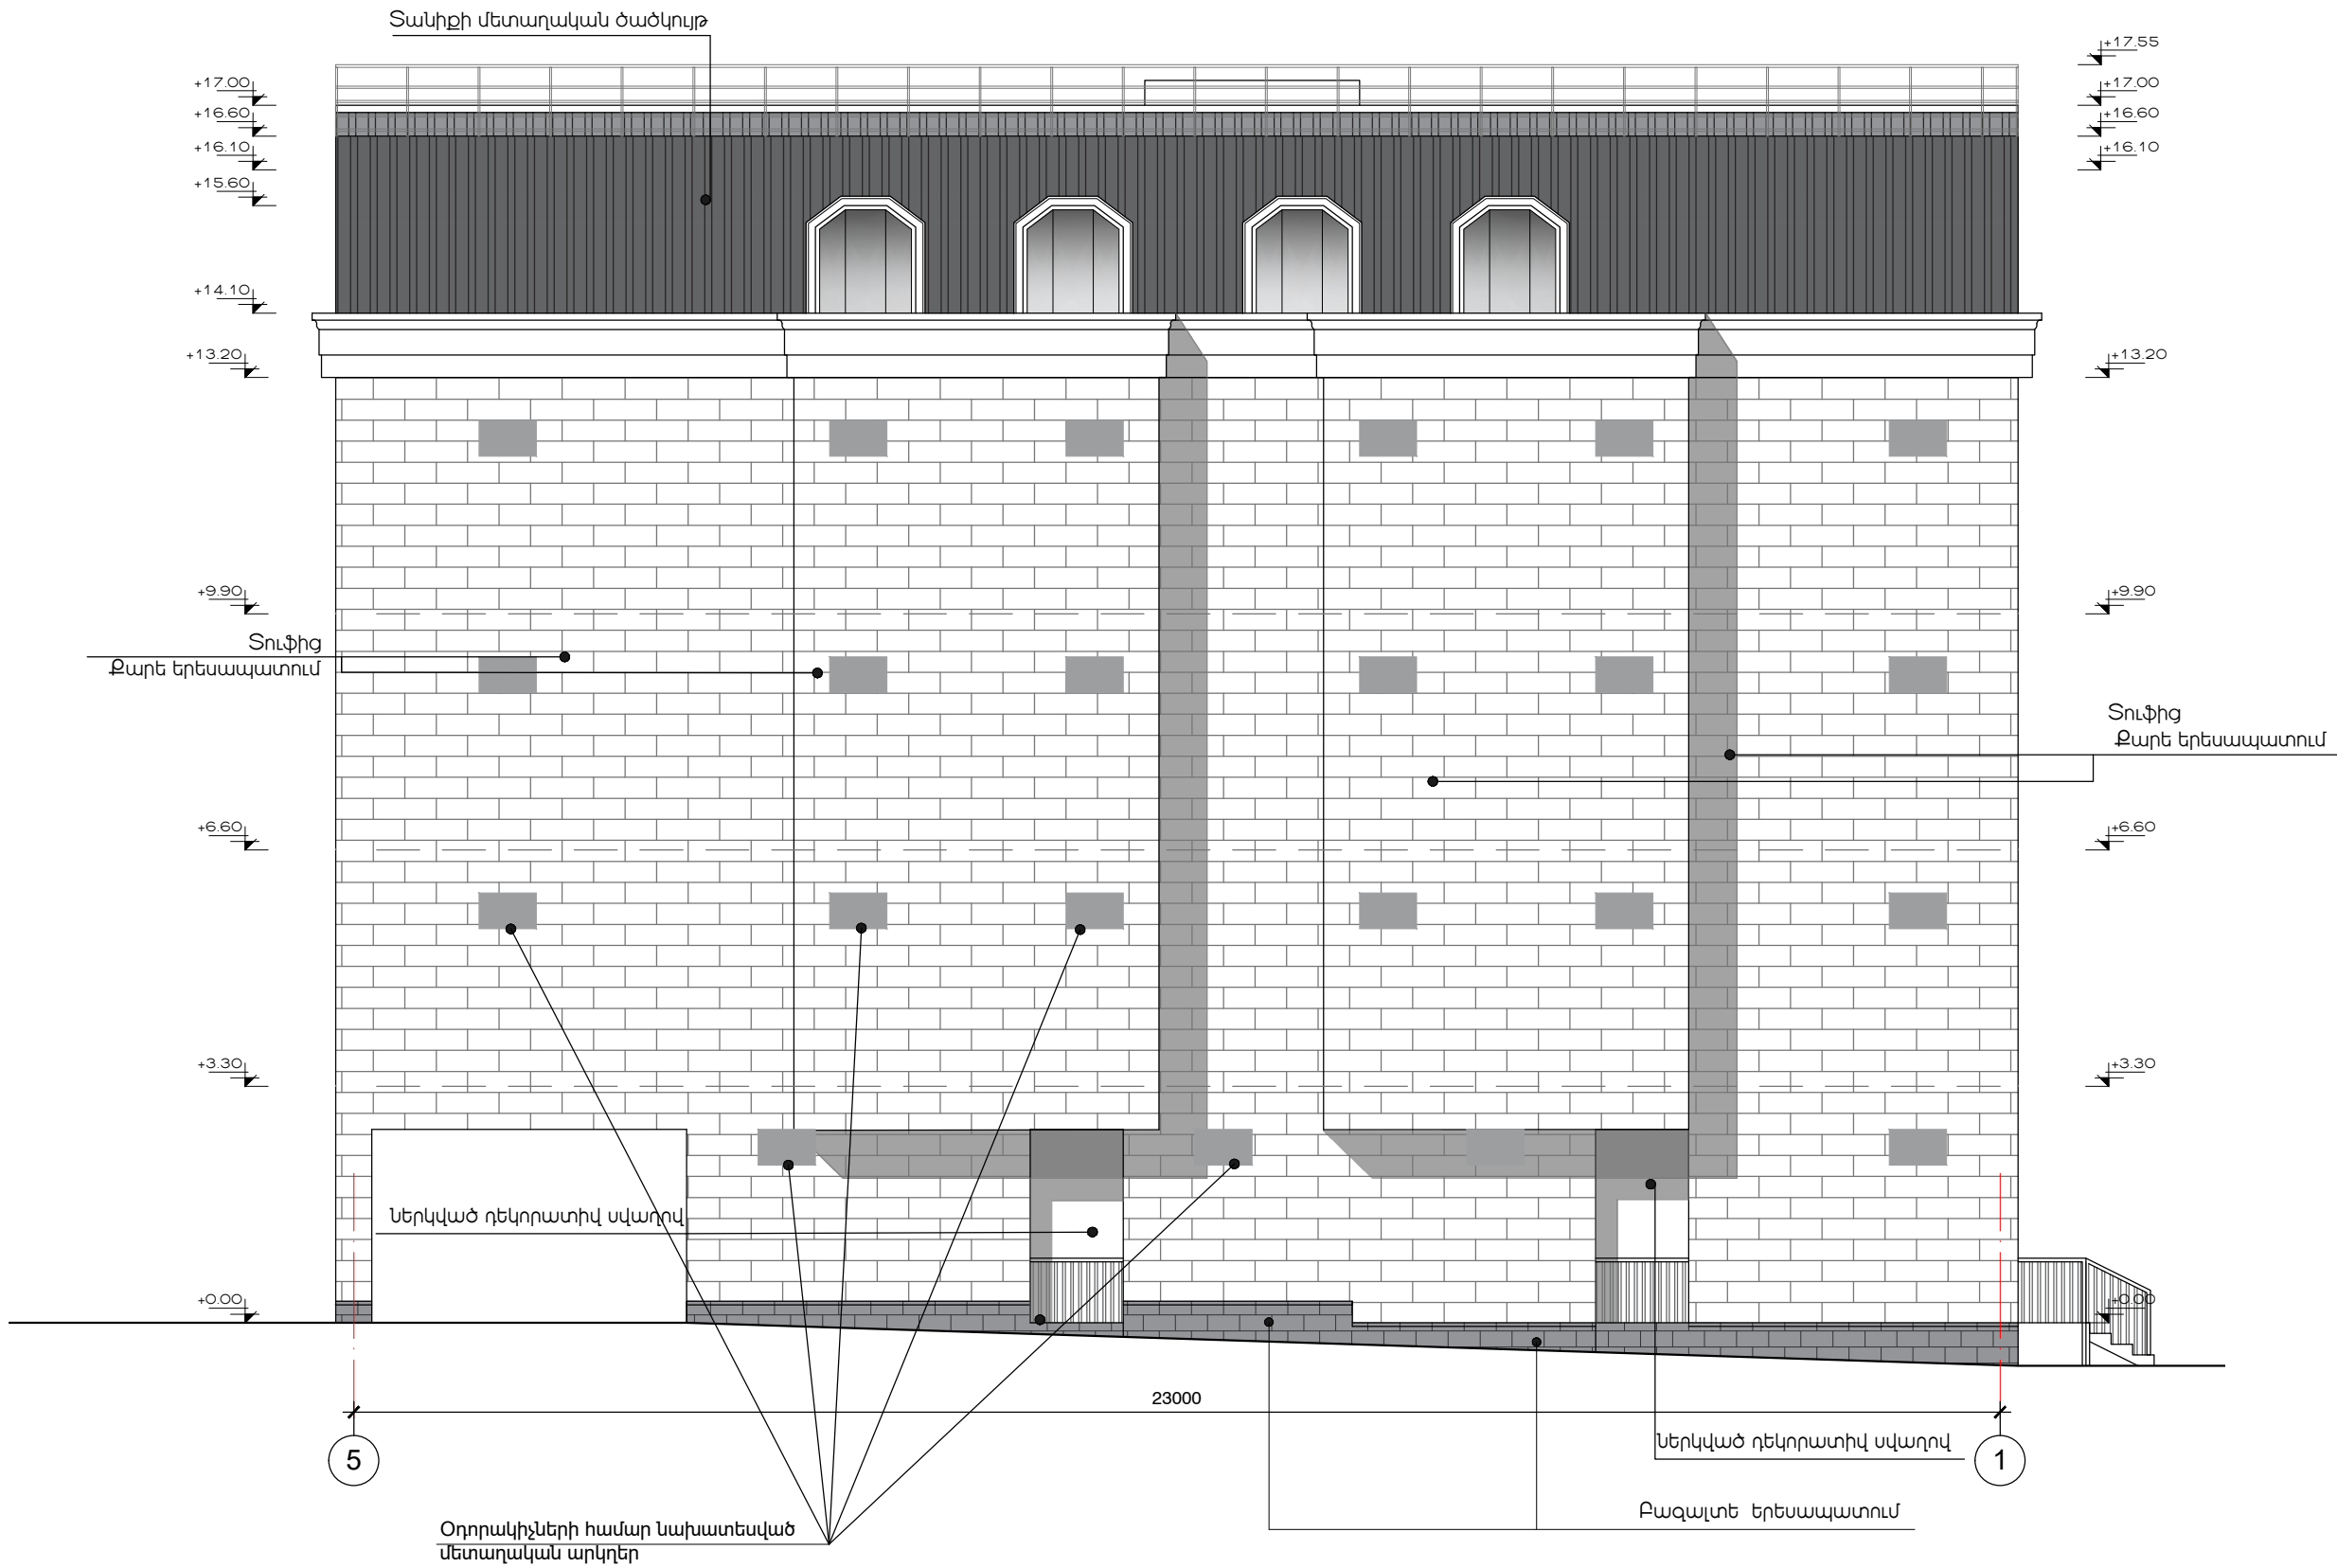 Տանիքի մետաղական ծածկույթ
+17.55
+17.00
+17.00
+16.60
+16.60
+16.10
+16.10
+15.60
+14.10
+13.20
+13.20
+9.90
+9.90
Տուֆից
Քարե երեսապատում
Տուֆից
Քարե երեսապատում
+6.60
+6.60
+3.30
+3.30
Ներկված դեկորատիվ սվաղով
+0.00
+0.00
23000
5
1
Ներկված դեկորատիվ սվաղով
Բազալտե երեսապատում
Օդորակիչների համար նախատեսված
մետաղական արկղեր